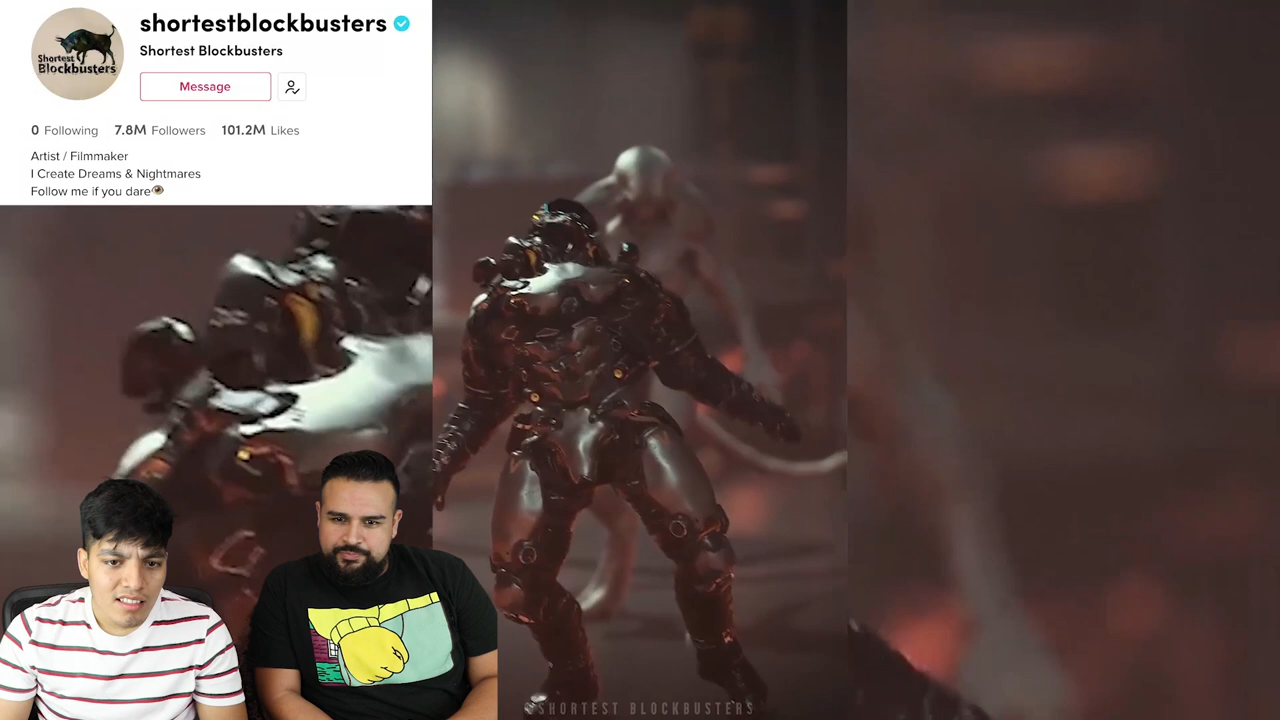 shortestblockbusters
Shortest Blockbusters
Shortest
Blockbusters
Message
0 Following 7.8M Followers 101.2M Likes
Artist / Filmmaker
I Create Dreams & Nightmares
Follow me if you dare👁
@SHORTEST BLOCKBUSTERS